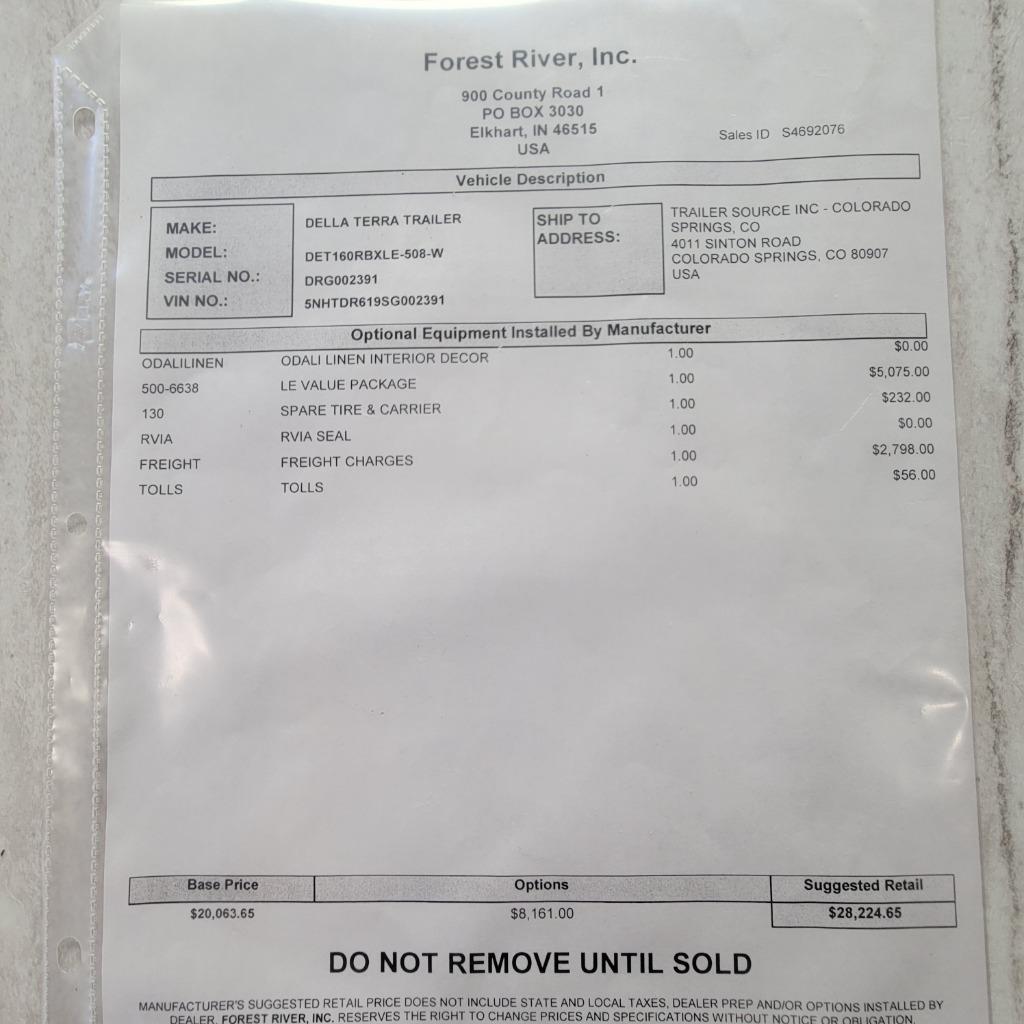 Forest River, Inc.
900 County Road 1
PO BOX 3030
Elkhart, IN 46515
USA
Sales ID S4692076
Vehicle Description
MAKE: DELLA TERRA TRAILER
MODEL: DET160RBXLE-508-W
SERIAL NO.: DRG002391
VIN NO.: 5NHTDR619SG002391
SHIP TO
ADDRESS:
TRAILER SOURCE INC - COLORADO
SPRINGS, CO
4011 SINTON ROAD
COLORADO SPRINGS, CO 80907
USA
Optional Equipment Installed By Manufacturer
ODALILINEN ODALI LINEN INTERIOR DECOR 1.00 $0.00
500-6638 LE VALUE PACKAGE 1.00 $5,075.00
130 SPARE TIRE & CARRIER 1.00 $232.00
RVIA RVIA SEAL 1.00 $0.00
FREIGHT FREIGHT CHARGES 1.00 $2,798.00
TOLLS TOLLS 1.00 $56.00
Base Price Options Suggested Retail
$20,063.65 $8,161.00 $28,224.65
DO NOT REMOVE UNTIL SOLD
MANUFACTURER'S SUGGESTED RETAIL PRICE DOES NOT INCLUDE STATE AND LOCAL TAXES, DEALER PREP AND/OR OPTIONS INSTALLED BY
DEALER. FOREST RIVER, INC. RESERVES THE RIGHT TO CHANGE PRICES AND SPECIFICATIONS WITHOUT NOTICE OR OBLIGATION.